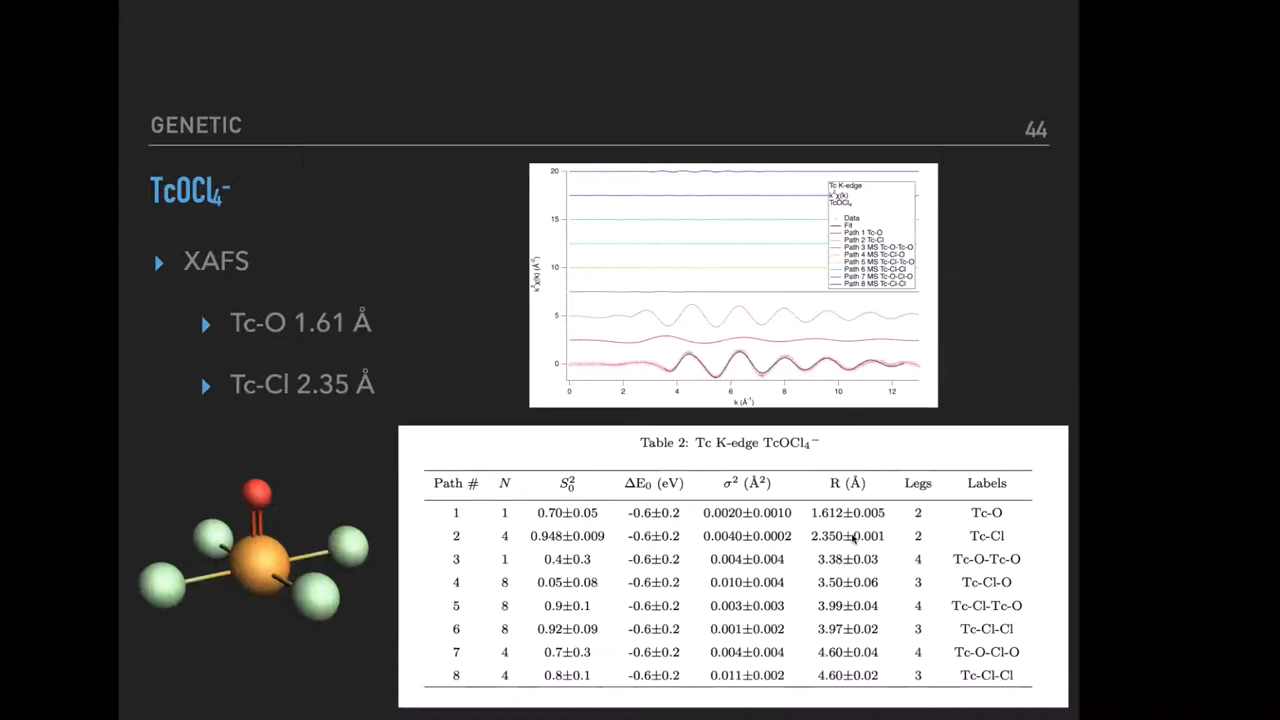 GENETIC
44
TcOCl₄⁻
XAFS
Tc-O 1.61 Å
Tc-Cl 2.35 Å
20
15
10
5
0
k²χ(k) (Å⁻²)
0 2 4 6 8 10 12
k (Å⁻¹)
Tc K-edge
k²χ(k)
TcOCl₄
Data
Fit
Path 1 Tc-O
Path 2 Tc-Cl
Path 3 MS Tc-O-Tc-O
Path 4 MS Tc-Cl-O
Path 5 MS Tc-Cl-Tc-O
Path 6 MS Tc-Cl-Cl
Path 7 MS Tc-O-Cl-O
Path 8 MS Tc-Cl-Cl
Table 2: Tc K-edge TcOCl₄⁻
Path # N S₀² ΔE₀ (eV) σ² (Å²) R (Å) Legs Labels
1 1 0.70±0.05 -0.6±0.2 0.0020±0.0010 1.612±0.005 2 Tc-O
2 4 0.948±0.009 -0.6±0.2 0.0040±0.0002 2.350±0.001 2 Tc-Cl
3 1 0.4±0.3 -0.6±0.2 0.004±0.004 3.38±0.03 4 Tc-O-Tc-O
4 8 0.05±0.08 -0.6±0.2 0.010±0.004 3.50±0.06 3 Tc-Cl-O
5 8 0.9±0.1 -0.6±0.2 0.003±0.003 3.99±0.04 4 Tc-Cl-Tc-O
6 8 0.92±0.09 -0.6±0.2 0.001±0.002 3.97±0.02 3 Tc-Cl-Cl
7 4 0.7±0.3 -0.6±0.2 0.004±0.004 4.60±0.04 4 Tc-O-Cl-O
8 4 0.8±0.1 -0.6±0.2 0.011±0.002 4.60±0.02 3 Tc-Cl-Cl